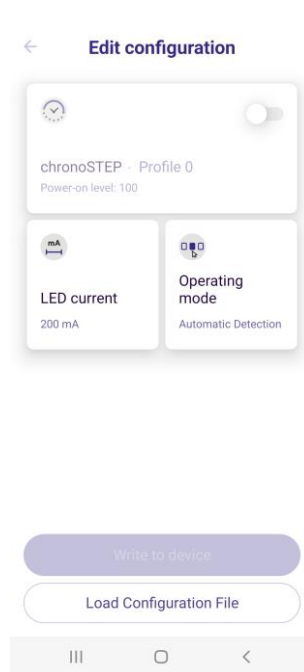 Edit configuration
chronoSTEP · Profile 0
Power-on level: 100
mA
LED current
200 mA
Operating
mode
Automatic Detection
Write to device
Load Configuration File